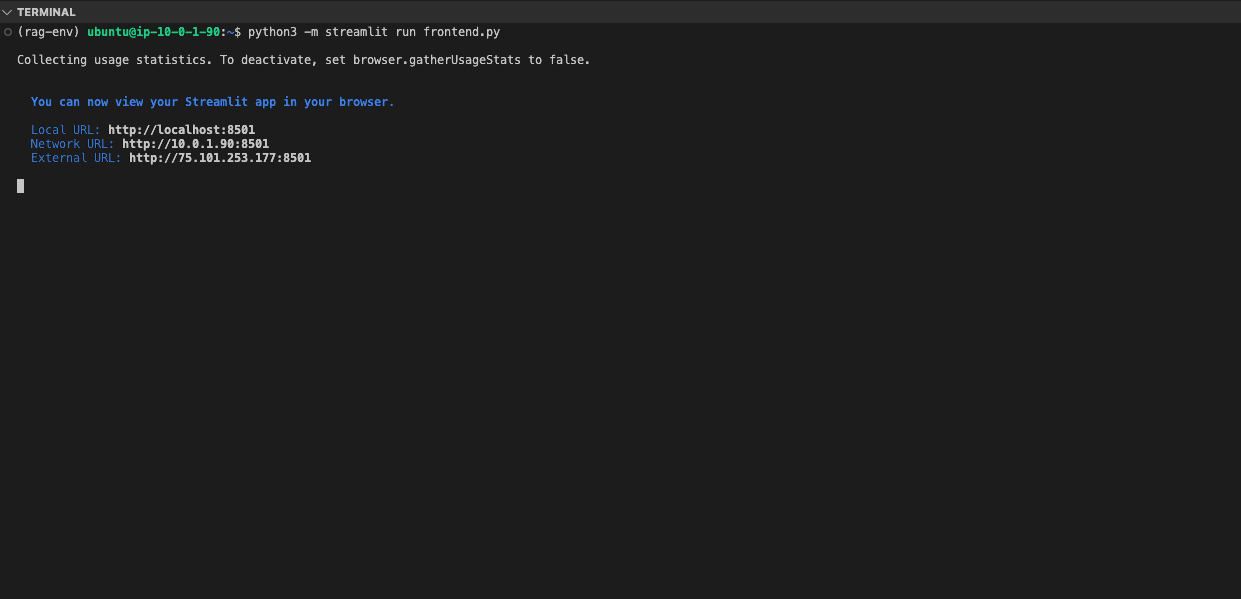 TERMINAL
(rag-env) ubuntu@ip-10-0-1-90:~$ python3 -m streamlit run frontend.py
Collecting usage statistics. To deactivate, set browser.gatherUsageStats to false.
You can now view your Streamlit app in your browser.
Local URL: http://localhost:8501
Network URL: http://10.0.1.90:8501
External URL: http://75.101.253.177:8501